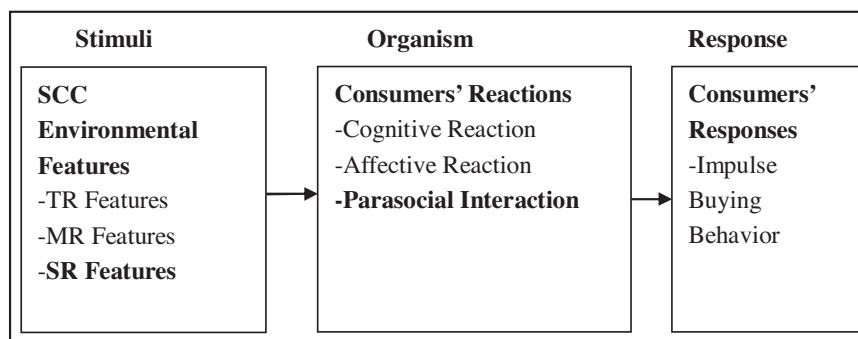 Stimuli
SCC
Environmental
Features
-TR Features
-MR Features
-SR Features
Organism
Consumers’ Reactions
-Cognitive Reaction
-Affective Reaction
-Parasocial Interaction
Response
Consumers’
Responses
-Impulse
Buying
Behavior